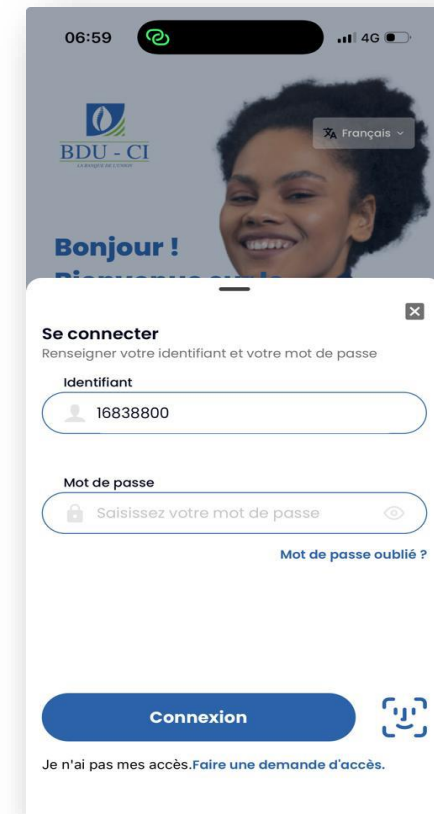 06:59
4G
Français
BDU - CI
Bonjour !
Se connecter
Renseigner votre identifiant et votre mot de passe
Identifiant
16838800
Mot de passe
Saisissez votre mot de passe
Mot de passe oublié ?
Connexion
Je n'ai pas mes accès.Faire une demande d'accès.